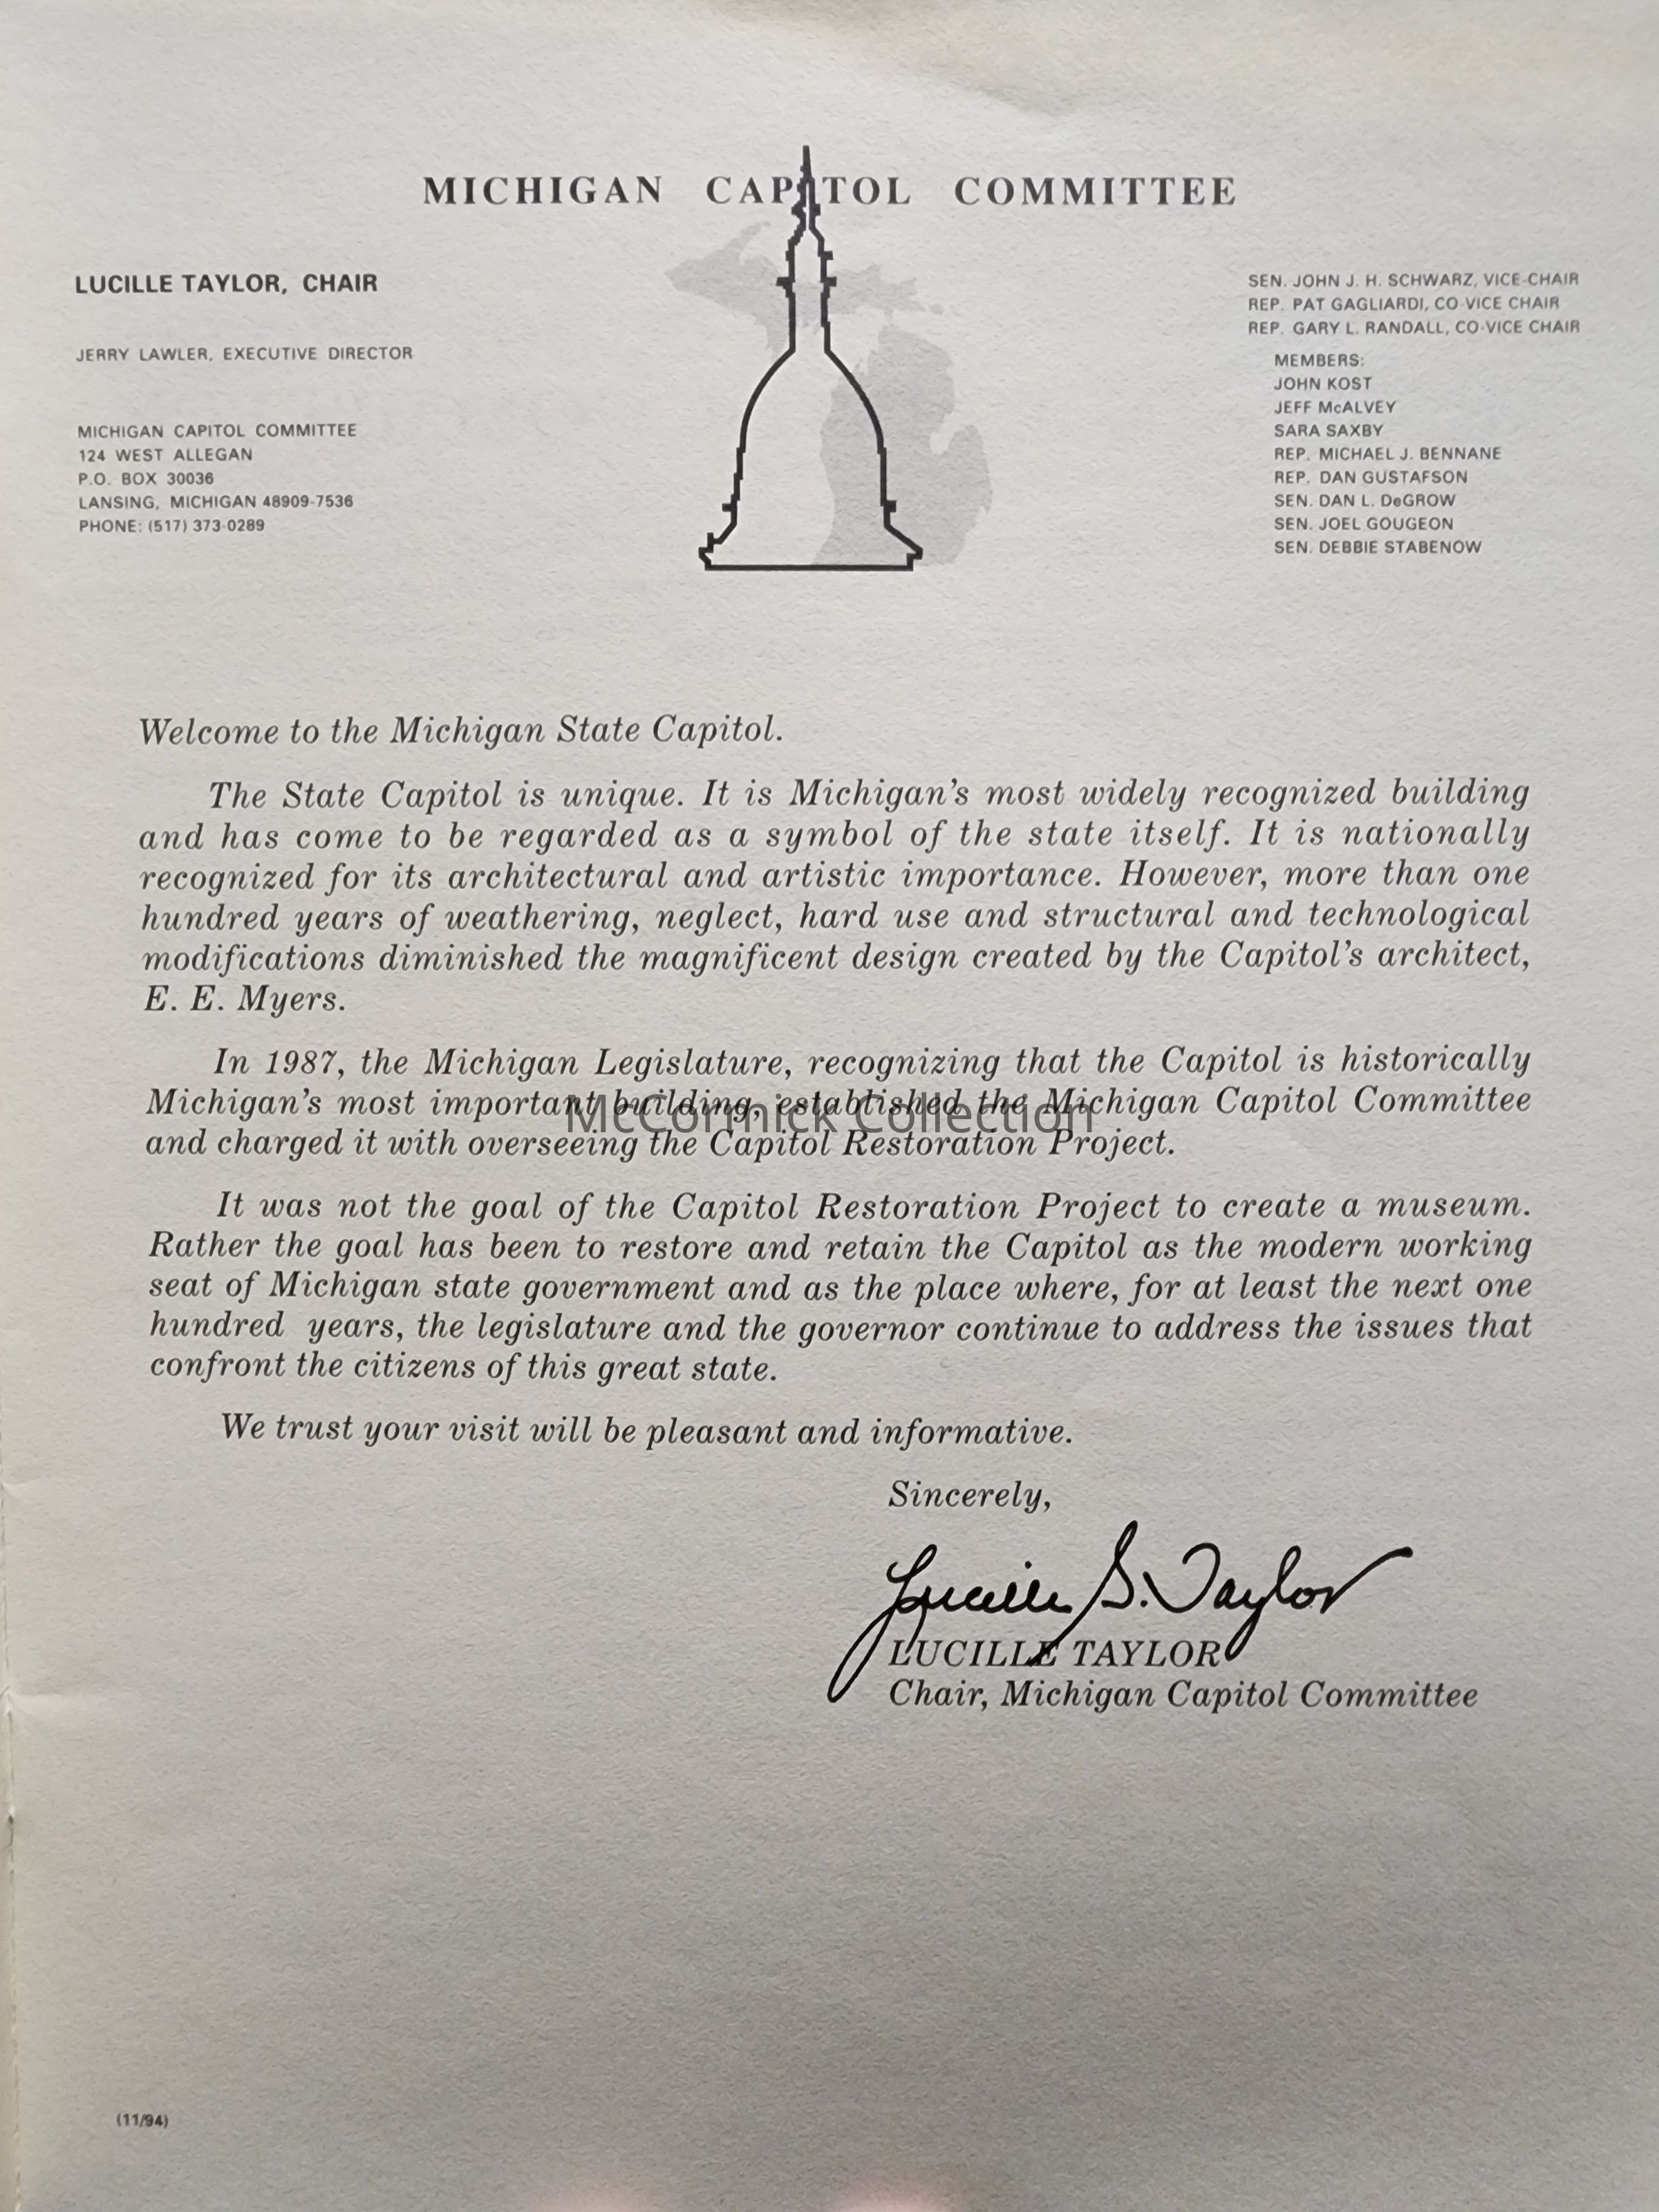 MICHIGAN CAPITOL COMMITTEE
LUCILLE TAYLOR, CHAIR
JERRY LAWLER, EXECUTIVE DIRECTOR
MICHIGAN CAPITOL COMMITTEE
124 WEST ALLEGAN
P.O. BOX 30036
LANSING, MICHIGAN 48909-7536
PHONE: (517) 373-0289
SEN. JOHN J. H. SCHWARZ, VICE-CHAIR
REP. PAT GAGLIARDI, CO-VICE CHAIR
REP. GARY L. RANDALL, CO-VICE CHAIR
MEMBERS:
JOHN KOST
JEFF McALVEY
SARA SAXBY
REP. MICHAEL J. BENNANE
REP. DAN GUSTAFSON
SEN. DAN L. DeGROW
SEN. JOEL GOUGEON
SEN. DEBBIE STABENOW
Welcome to the Michigan State Capitol.
The State Capitol is unique. It is Michigan's most widely recognized building
and has come to be regarded as a symbol of the state itself. It is nationally
recognized for its architectural and artistic importance. However, more than one
hundred years of weathering, neglect, hard use and structural and technological
modifications diminished the magnificent design created by the Capitol's architect,
E. E. Myers.
In 1987, the Michigan Legislature, recognizing that the Capitol is historically
Michigan's most important building, established the Michigan Capitol Committee
McCormick Collection
and charged it with overseeing the Capitol Restoration Project.
It was not the goal of the Capitol Restoration Project to create a museum.
Rather the goal has been to restore and retain the Capitol as the modern working
seat of Michigan state government and as the place where, for at least the next one
hundred years, the legislature and the governor continue to address the issues that
confront the citizens of this great state.
We trust your visit will be pleasant and informative.
Sincerely,
Lucille S. Taylor
LUCILLE TAYLOR
Chair, Michigan Capitol Committee
(11/94)